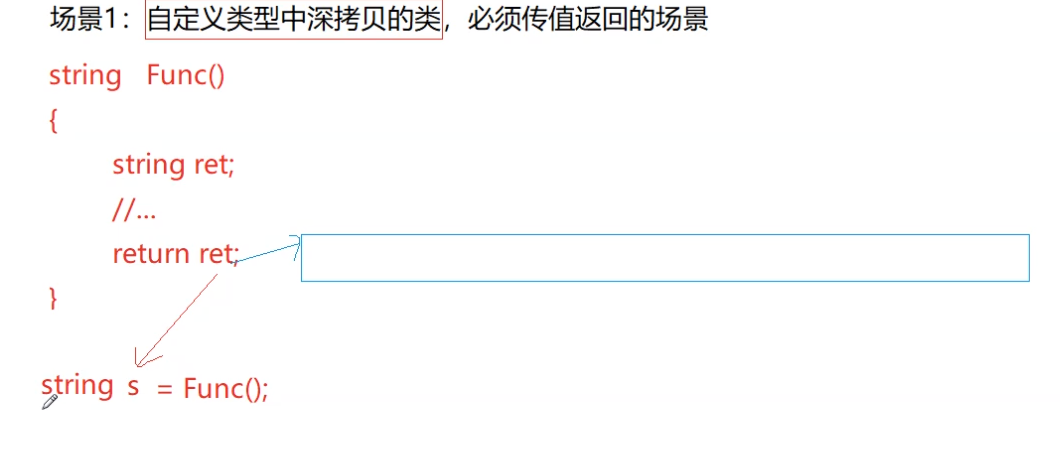 场景1：自定义类型中深拷贝的类，必须传值返回的场景
string Func()
{
string ret;
//...
return ret;
}
string s = Func();